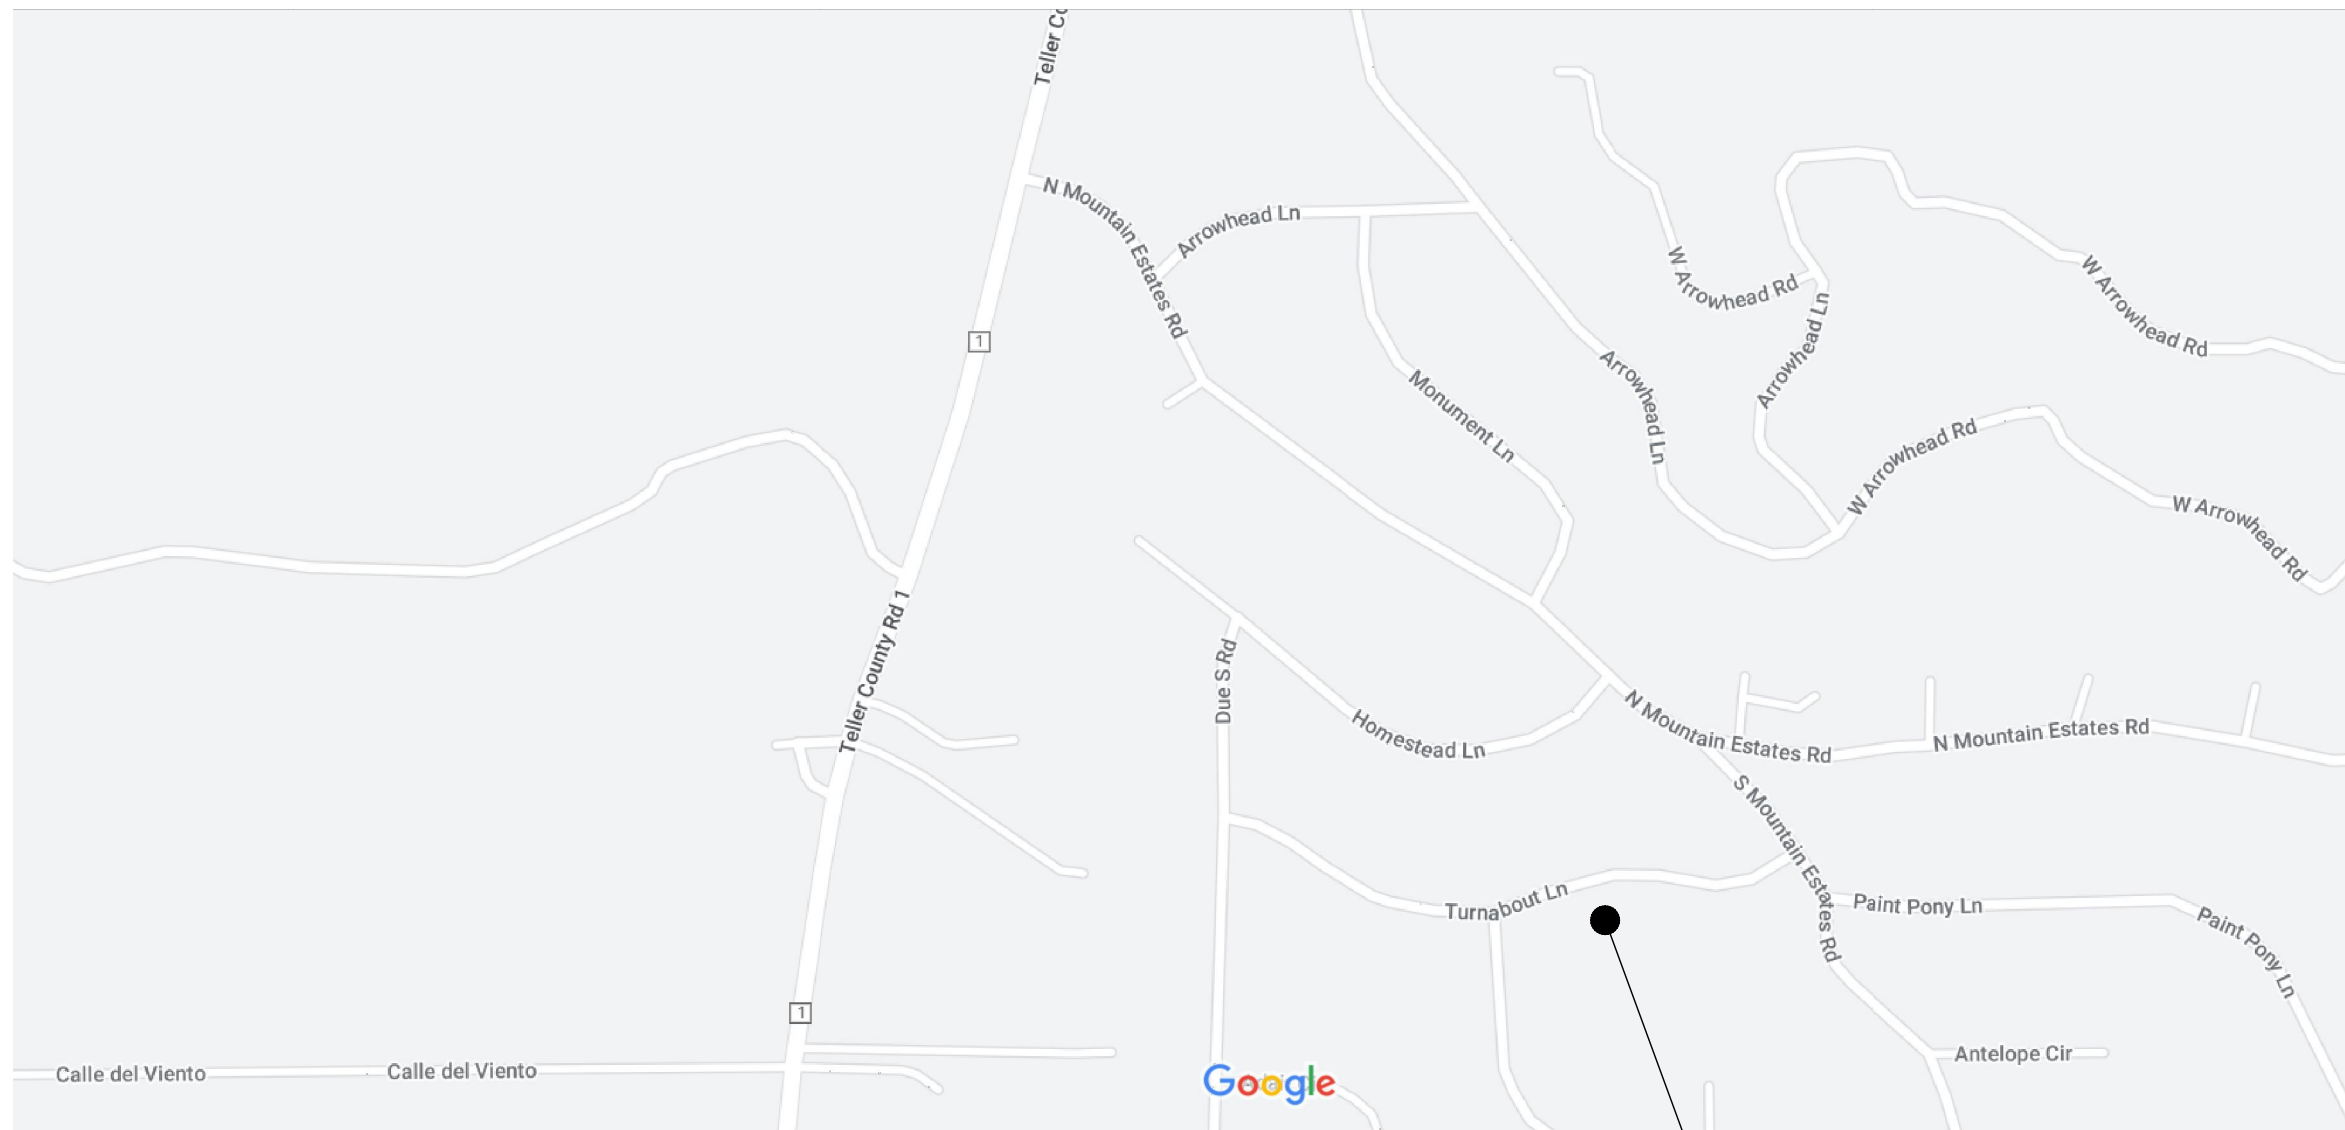 Teller Co
N Mountain Estates Rd
Arrowhead Ln
W Arrowhead Rd
W Arrowhead Rd
1
Arrowhead Ln
Arrowhead Ln
Monument Ln
W Arrowhead Rd
W Arrowhead Rd
Teller County Rd 1
Due S Rd
Homestead Ln
N Mountain Estates Rd
N Mountain Estates Rd
S Mountain Estates Rd
Turnabout Ln
Paint Pony Ln
Paint Pony Ln
1
Calle del Viento
Calle del Viento
Antelope Cir
Google